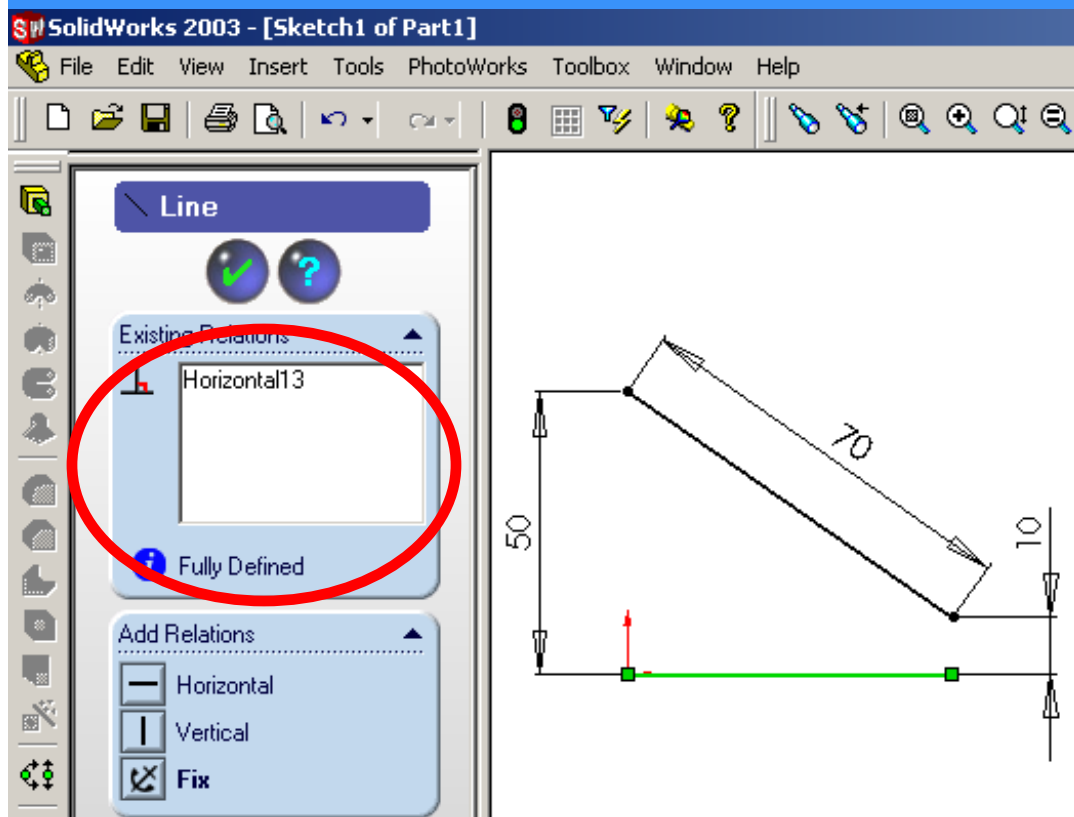 SW SolidWorks 2003 - [Sketch1 of Part1]
File Edit View Insert Tools PhotoWorks Toolbox Window Help
Line
Existing Relations
Horizontal13
Fully Defined
Add Relations
Horizontal
Vertical
Fix
70
50
10